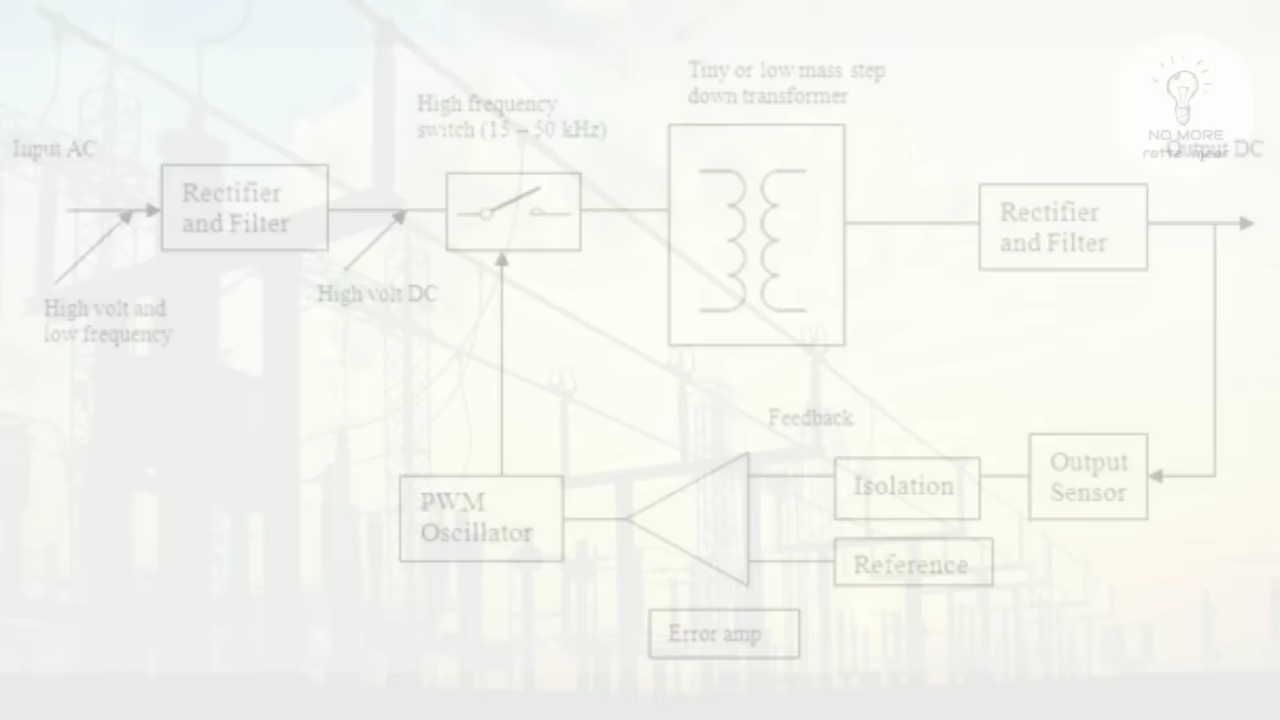 Tiny or low mass step
down transformer
High frequency
switch (15 – 50 kHz)
NO MORE
Input AC
Output DC
Rectifier
and Filter
Rectifier
and Filter
High volt DC
High volt and
low frequency
Feedback
Output
Sensor
Isolation
PWM
Oscillator
Reference
Error amp